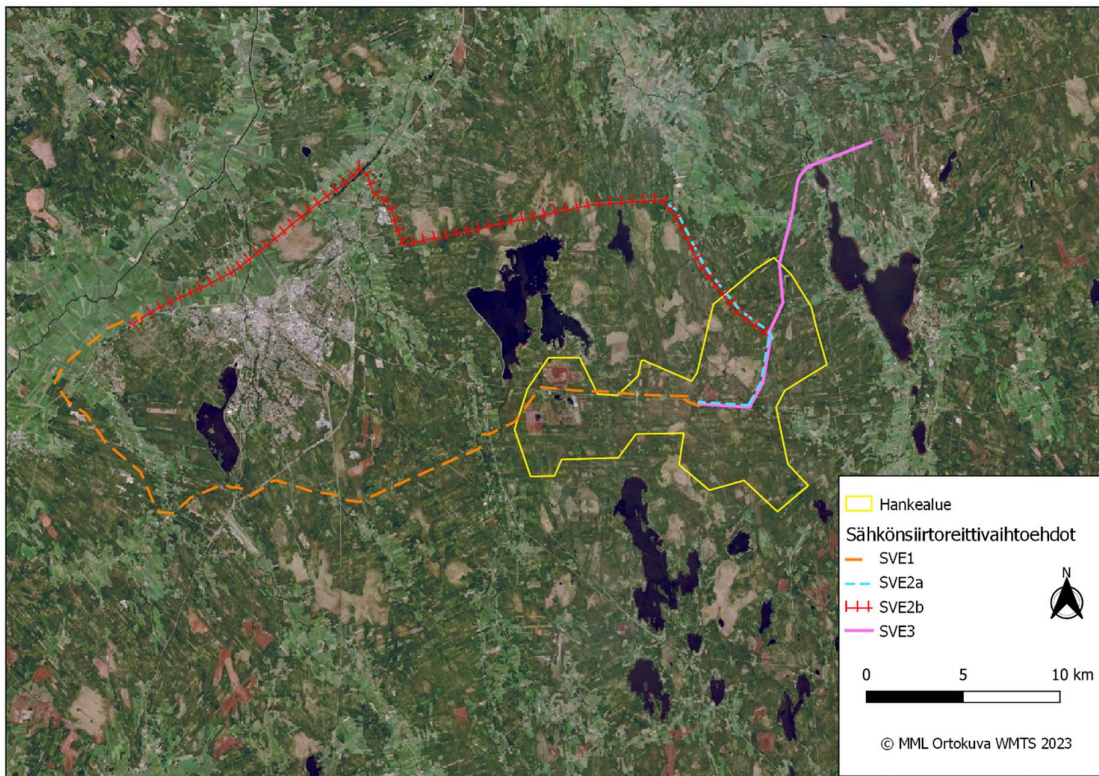 Hankealue
Sähkönsiirtoreittivaihtoehdot
SVE1
SVE2a
SVE2b
SVE3
N
0 5 10 km
© MML Ortokuva WMTS 2023